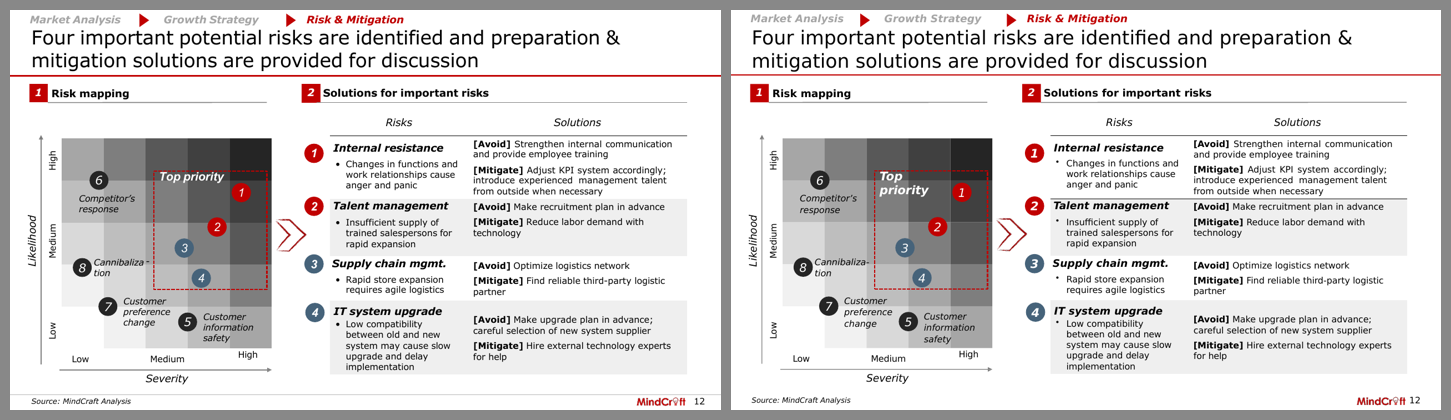 Market Analysis
Growth Strategy
Risk & Mitigation
Four important potential risks are identified and preparation &
mitigation solutions are provided for discussion
1 Risk mapping
Likelihood
High
Medium
Low
6
Competitor's
response
Top priority
1
2
3
4
8
Cannibaliza-
tion
7
Customer
preference
change
5
Customer
information
safety
Low
Medium
High
Severity
2 Solutions for important risks
Risks
Solutions
1 Internal resistance
• Changes in functions and
work relationships cause
anger and panic
[Avoid] Strengthen internal communication
and provide employee training
[Mitigate] Adjust KPI system accordingly;
introduce experienced management talent
from outside when necessary
2 Talent management
• Insufficient supply of
trained salespersons for
rapid expansion
[Avoid] Make recruitment plan in advance
[Mitigate] Reduce labor demand with
technology
3 Supply chain mgmt.
• Rapid store expansion
requires agile logistics
[Avoid] Optimize logistics network
[Mitigate] Find reliable third-party logistic
partner
4 IT system upgrade
• Low compatibility
between old and new
system may cause slow
upgrade and delay
implementation
[Avoid] Make upgrade plan in advance;
careful selection of new system supplier
[Mitigate] Hire external technology experts
for help
Source: MindCraft Analysis
MindCraft 12
Market Analysis
Growth Strategy
Risk & Mitigation
Four important potential risks are identified and preparation &
mitigation solutions are provided for discussion
1 Risk mapping
Likelihood
High
Medium
Low
6
Competitor's
response
Top
priority
1
2
3
4
8
Cannibaliza-
tion
7
Customer
preference
change
5
Customer
information
safety
Low
Medium
High
Severity
2 Solutions for important risks
Risks
Solutions
1 Internal resistance
• Changes in functions and
work relationships cause
anger and panic
[Avoid] Strengthen internal communication
and provide employee training
[Mitigate] Adjust KPI system accordingly;
introduce experienced management talent
from outside when necessary
2 Talent management
• Insufficient supply of
trained salespersons for
rapid expansion
[Avoid] Make recruitment plan in advance
[Mitigate] Reduce labor demand with
technology
3 Supply chain mgmt.
• Rapid store expansion
requires agile logistics
[Avoid] Optimize logistics network
[Mitigate] Find reliable third-party logistic
partner
4 IT system upgrade
• Low compatibility
between old and new
system may cause slow
upgrade and delay
implementation
[Avoid] Make upgrade plan in advance;
careful selection of new system supplier
[Mitigate] Hire external technology experts
for help
Source: MindCraft Analysis
MindCraft 12